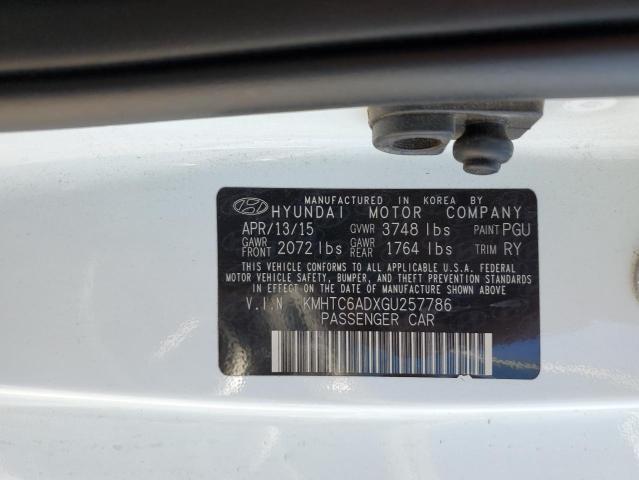 MANUFACTURED IN KOREA BY
HYUNDAI MOTOR COMPANY
APR/13/15 GVWR 3748 lbs PAINT PGU
GAWR FRONT 2072 lbs GAWR REAR 1764 lbs TRIM RY
THIS VEHICLE CONFORMS TO ALL APPLICABLE U.S.A. FEDERAL
MOTOR VEHICLE SAFETY, BUMPER, AND THEFT PREVENTION STANDARDS
IN EFFECT ON THE DATE OF MANUFACTURE SHOWN ABOVE.
V.I.N : KMHTC6ADXGU257786
PASSENGER CAR